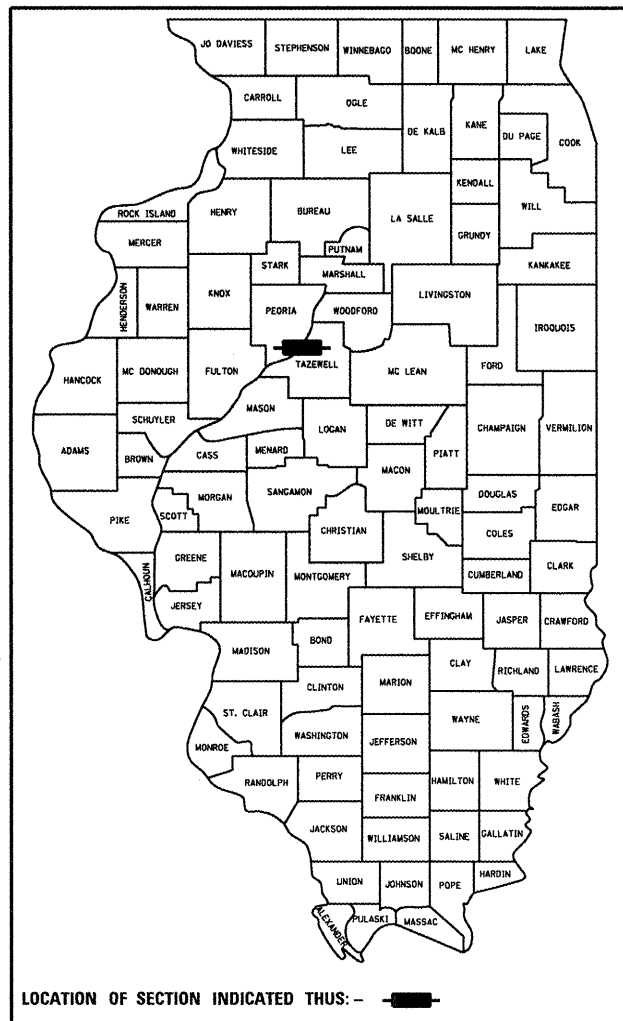 JO DAVIESS STEPHENSON WINNEBAGO BOONE MC HENRY LAKE
CARROLL OGLE DE KALB KANE DU PAGE COOK
WHITESIDE LEE
KENDALL WILL
ROCK ISLAND HENRY BUREAU LA SALLE
MERCER PUTNAM GRUNDY
STARK MARSHALL KANKAKEE
HENDERSON WARREN KNOX PEORIA WOODFORD LIVINGSTON IROQUOIS
HANCOCK MC DONOUGH FULTON TAZEWELL MC LEAN FORD
MASON
SCHUYLER LOGAN DE WITT CHAMPAIGN VERMILION
ADAMS BROWN CASS MENARD MACON PIATT
PIKE SCOTT MORGAN SANGAMON MOULTRIE DOUGLAS EDGAR
CHRISTIAN COLES
CALHOUN GREENE MACOUPIN MONTGOMERY SHELBY CUMBERLAND CLARK
JERSEY FAYETTE EFFINGHAM JASPER CRAWFORD
MADISON BOND
CLAY RICHLAND LAWRENCE
CLINTON MARION
ST. CLAIR WAYNE EDWARDS WABASH
MONROE WASHINGTON JEFFERSON
RANDOLPH PERRY HAMILTON WHITE
FRANKLIN
JACKSON WILLIAMSON SALINE GALLATIN
UNION JOHNSON POPE HARDIN
ALEXANDER PULASKI MASSAC
LOCATION OF SECTION INDICATED THUS: –